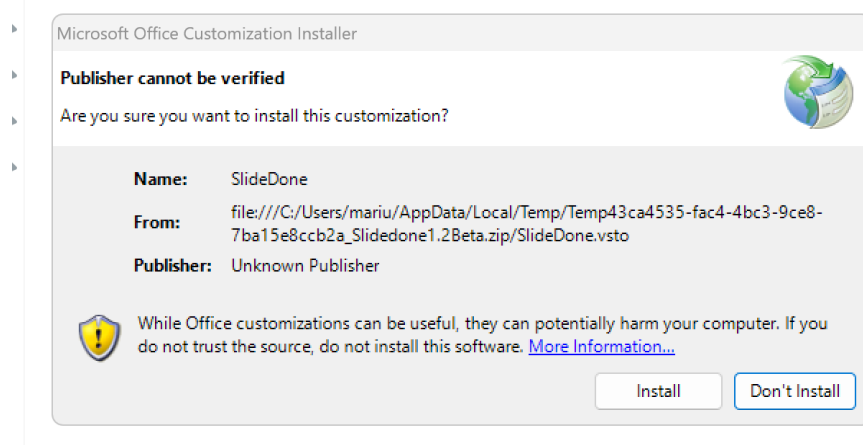 Microsoft Office Customization Installer
Publisher cannot be verified
Are you sure you want to install this customization?
Name: SlideDone
From: file:///C:/Users/mariu/AppData/Local/Temp/Temp43ca4535-fac4-4bc3-9ce8-
7ba15e8ccb2a_Slidedone1.2Beta.zip/SlideDone.vsto
Publisher: Unknown Publisher
While Office customizations can be useful, they can potentially harm your computer. If you
do not trust the source, do not install this software. More Information...
Install Don't Install